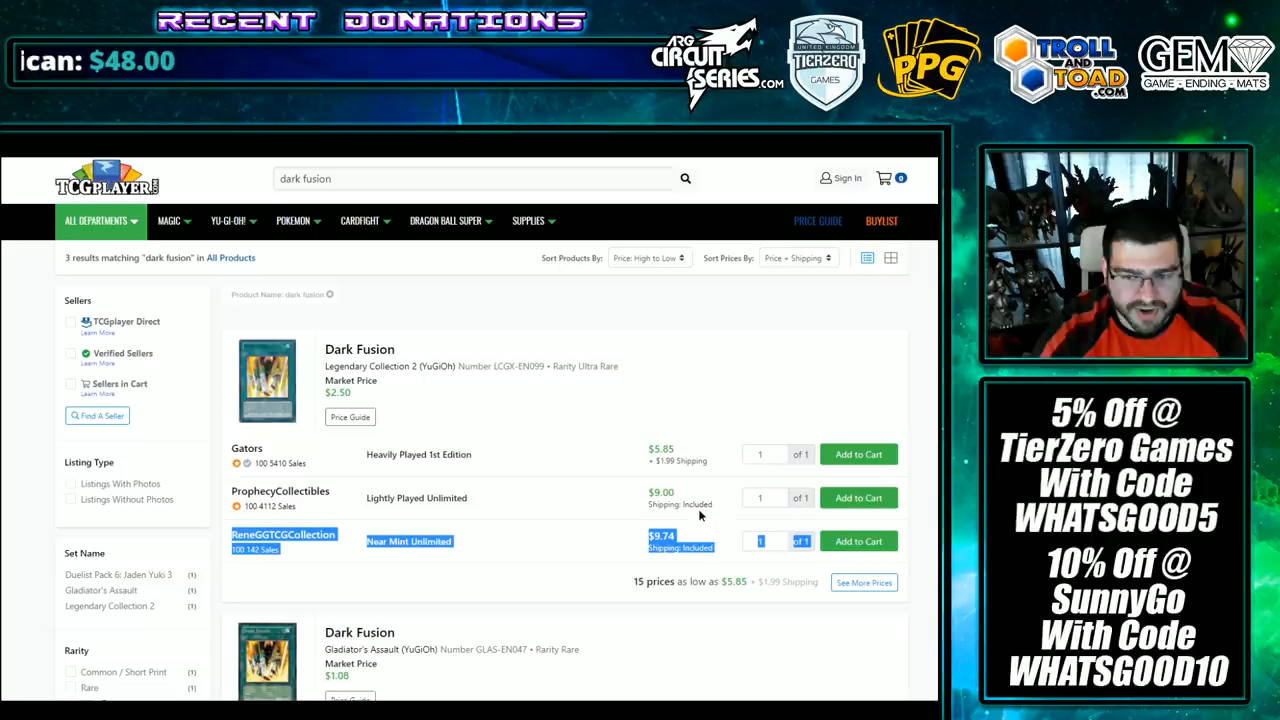 RECENT DONATIONS
ican: $48.00
ARG CIRCUIT SERIES.COM
UNITED KINGDOM TIERZERO GAMES
PPG
TROLL AND TOAD .COM
GEM GAME - ENDING - MATS
TCGPLAYER.COM
dark fusion
Sign In
0
ALL DEPARTMENTS MAGIC YU-GI-OH! POKEMON CARDFIGHT DRAGON BALL SUPER SUPPLIES PRICE GUIDE BUYLIST
3 results matching "dark fusion" in All Products
Sort Products By: Price: High to Low Sort Prices By: Price + Shipping
Product Name: dark fusion
Sellers
TCGplayer Direct
Learn More
Verified Sellers
Learn More
Sellers in Cart
Learn More
Find A Seller
Listing Type
Listings With Photos
Listings Without Photos
Set Name
Duelist Pack 6: Jaden Yuki 3 (1)
Gladiator's Assault (1)
Legendary Collection 2 (1)
Rarity
Common / Short Print (1)
Rare (1)
Dark Fusion
Legendary Collection 2 (YuGiOh) Number LCGX-EN099 • Rarity Ultra Rare
Market Price
$2.50
Price Guide
Gators
100 5410 Sales
Heavily Played 1st Edition
$5.85
+ $1.99 Shipping
1 of 1
Add to Cart
ProphecyCollectibles
100 4112 Sales
Lightly Played Unlimited
$9.00
Shipping: Included
1 of 1
Add to Cart
ReneGGTCGCollection
100 142 Sales
Near Mint Unlimited
$9.74
Shipping: Included
1 of 1
Add to Cart
15 prices as low as $5.85 + $1.99 Shipping
See More Prices
Dark Fusion
Gladiator's Assault (YuGiOh) Number GLAS-EN047 • Rarity Rare
Market Price
$1.08
Price Guide
5% Off @
TierZero Games
With Code
WHATSGOOD5
10% Off @
SunnyGo
With Code
WHATSGOOD10